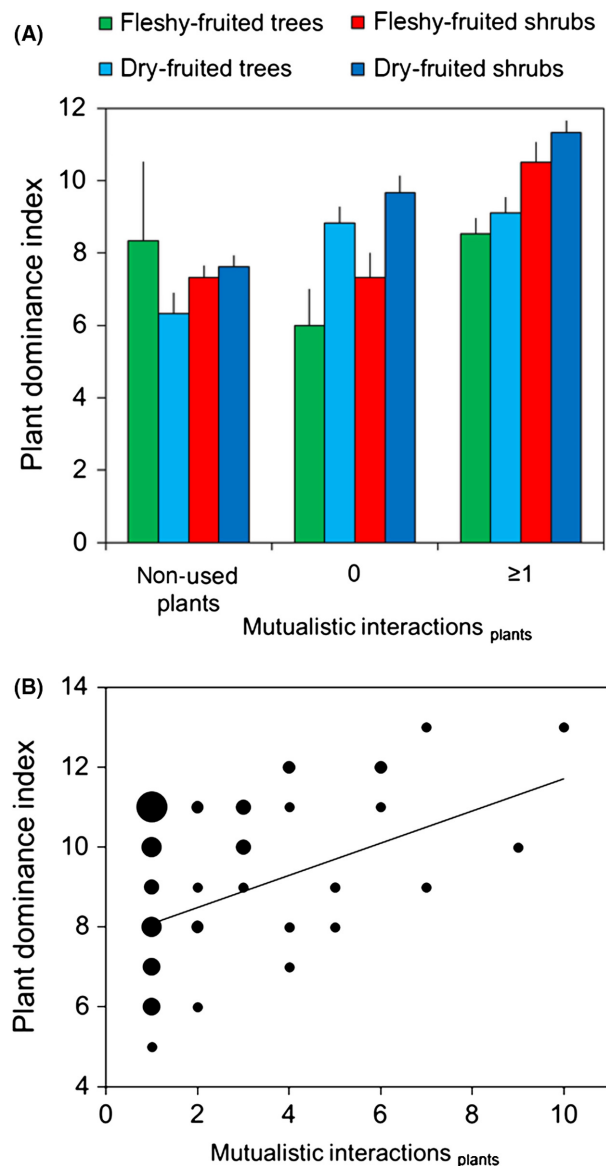 (A)
Fleshy-fruited trees Fleshy-fruited shrubs
Dry-fruited trees Dry-fruited shrubs
Plant dominance index
12
10
8
6
4
2
0
Non-used plants 0 ≥1
Mutualistic interactions plants
(B)
Plant dominance index
14
12
10
8
6
4
0 2 4 6 8 10
Mutualistic interactions plants